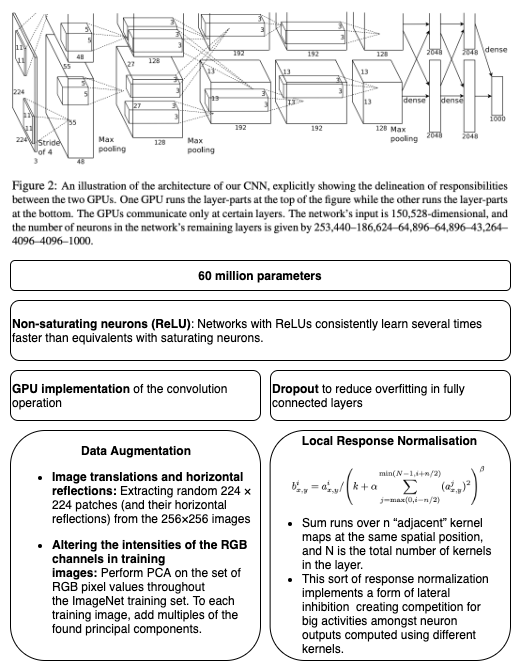 5
3
3
3
11
5
3
3
3
11
48
128
192
192
128
2048
2048
dense
27
55
13
13
13
224
5
3
3
3
11
5
27
3
3
3
dense
dense
1000
11
55
224
Stride
of 4
Max
pooling
128
Max
pooling
192
192
128
Max
pooling
2048
2048
3
48
Figure 2: An illustration of the architecture of our CNN, explicitly showing the delineation of responsibilities
between the two GPUs. One GPU runs the layer-parts at the top of the figure while the other runs the layer-parts
at the bottom. The GPUs communicate only at certain layers. The network's input is 150,528-dimensional, and
the number of neurons in the network's remaining layers is given by 253,440–186,624–64,896–64,896–43,264–
4096–4096–1000.
60 million parameters
Non-saturating neurons (ReLU): Networks with ReLUs consistently learn several times
faster than equivalents with saturating neurons.
GPU implementation of the convolution
operation
Dropout to reduce overfitting in fully
connected layers
Data Augmentation
• Image translations and horizontal
reflections: Extracting random 224 ×
224 patches (and their horizontal
reflections) from the 256x256 images
• Altering the intensities of the RGB
channels in training
images: Perform PCA on the set of
RGB pixel values throughout
the ImageNet training set. To each
training image, add multiples of the
found principal components.
Local Response Normalisation
b^i_{x,y} = a^i_{x,y} / ( k + α ∑_{j=max(0,i−n/2)}^{min(N−1,i+n/2)} (a^j_{x,y})^2 )^β
• Sum runs over n “adjacent” kernel
maps at the same spatial position,
and N is the total number of kernels
in the layer.
• This sort of response normalization
implements a form of lateral
inhibition creating competition for
big activities amongst neuron
outputs computed using different
kernels.